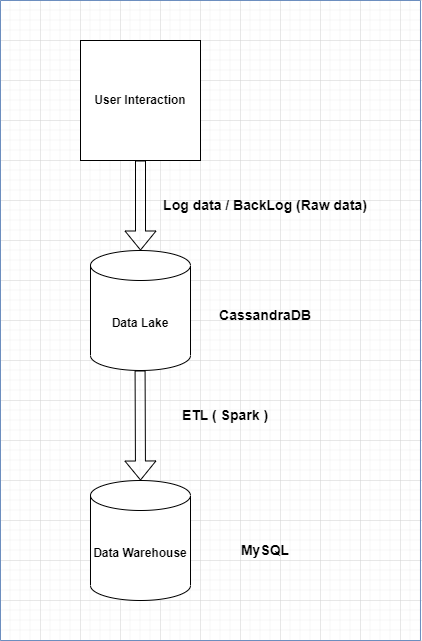 User Interaction
Log data / BackLog (Raw data)
Data Lake
CassandraDB
ETL ( Spark )
Data Warehouse
MySQL